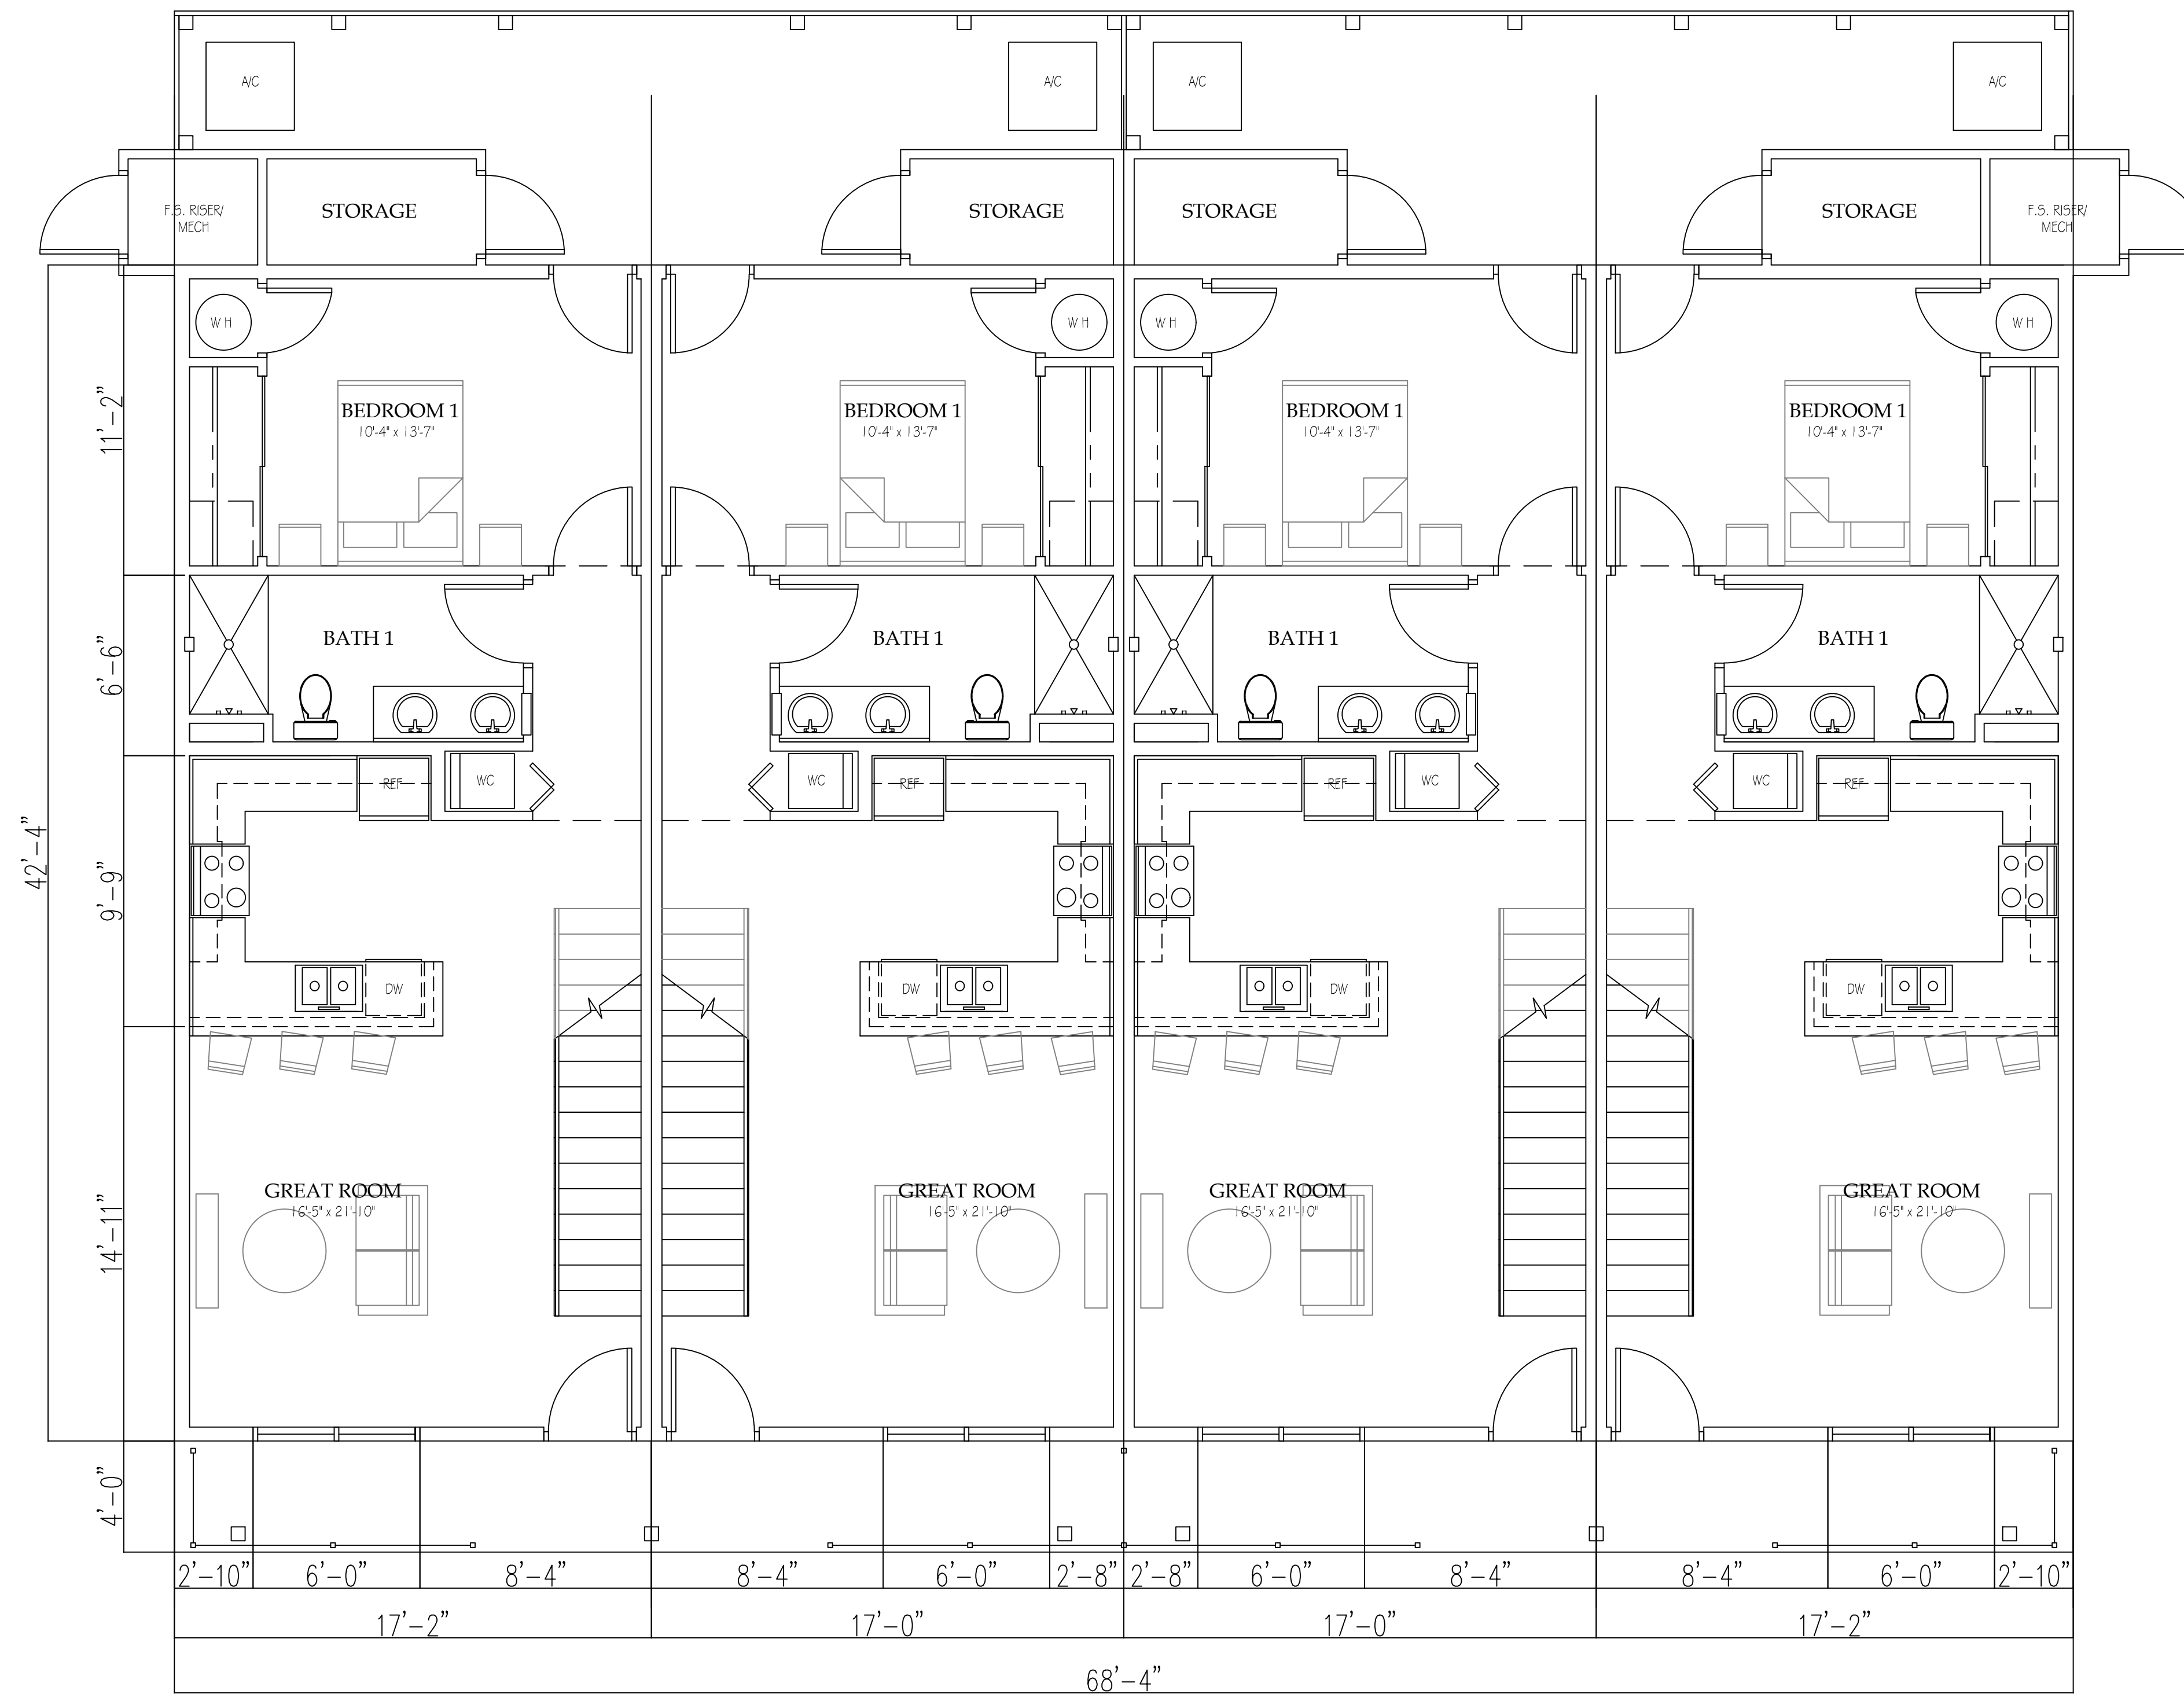 A/C
A/C
A/C
A/C
F.S. RISER/
MECH
STORAGE
STORAGE
STORAGE
STORAGE
F.S. RISER/
MECH
W H
W H
W H
W H
BEDROOM 1
10'-4" x 13'-7"
BEDROOM 1
10'-4" x 13'-7"
BEDROOM 1
10'-4" x 13'-7"
BEDROOM 1
10'-4" x 13'-7"
11'-2"
BATH 1
BATH 1
BATH 1
BATH 1
6'-6"
REF
WC
WC
REF
REF
WC
WC
REF
42'-4"
9'-9"
DW
DW
DW
DW
GREAT ROOM
16'-5" x 21'-10"
GREAT ROOM
16'-5" x 21'-10"
GREAT ROOM
16'-5" x 21'-10"
GREAT ROOM
16'-5" x 21'-10"
14'-11"
4'-0"
2'-10" 6'-0" 8'-4" 8'-4" 6'-0" 2'-8" 2'-8" 6'-0" 8'-4" 8'-4" 6'-0" 2'-10"
17'-2" 17'-0" 17'-0" 17'-2"
68'-4"